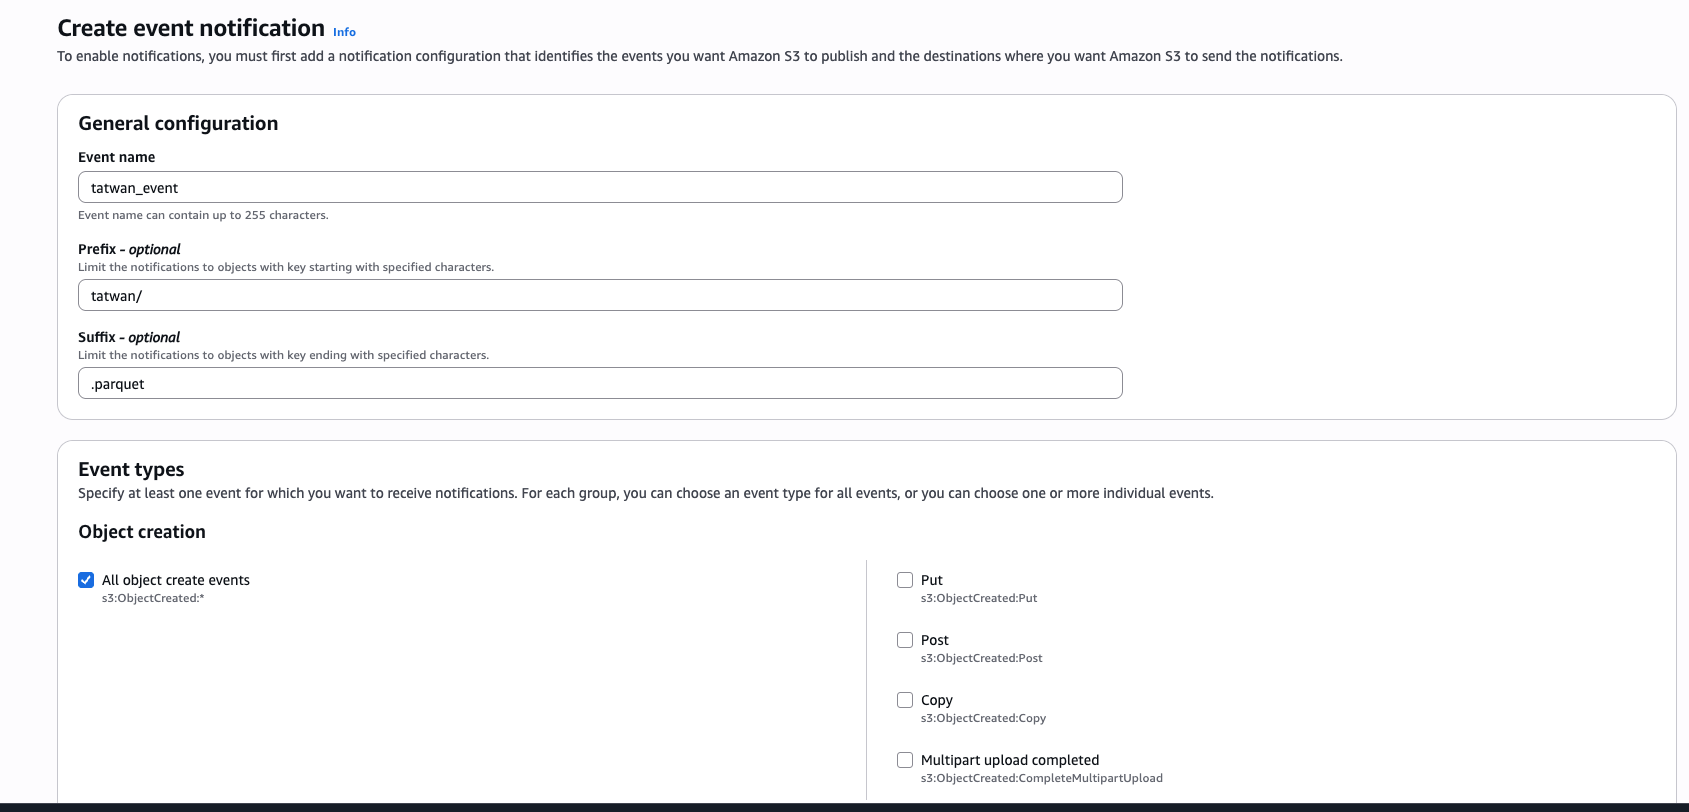 Create event notification Info
To enable notifications, you must first add a notification configuration that identifies the events you want Amazon S3 to publish and the destinations where you want Amazon S3 to send the notifications.
General configuration
Event name
tatwan_event
Event name can contain up to 255 characters.
Prefix - optional
Limit the notifications to objects with key starting with specified characters.
tatwan/
Suffix - optional
Limit the notifications to objects with key ending with specified characters.
.parquet
Event types
Specify at least one event for which you want to receive notifications. For each group, you can choose an event type for all events, or you can choose one or more individual events.
Object creation
All object create events
s3:ObjectCreated:*
Put
s3:ObjectCreated:Put
Post
s3:ObjectCreated:Post
Copy
s3:ObjectCreated:Copy
Multipart upload completed
s3:ObjectCreated:CompleteMultipartUpload